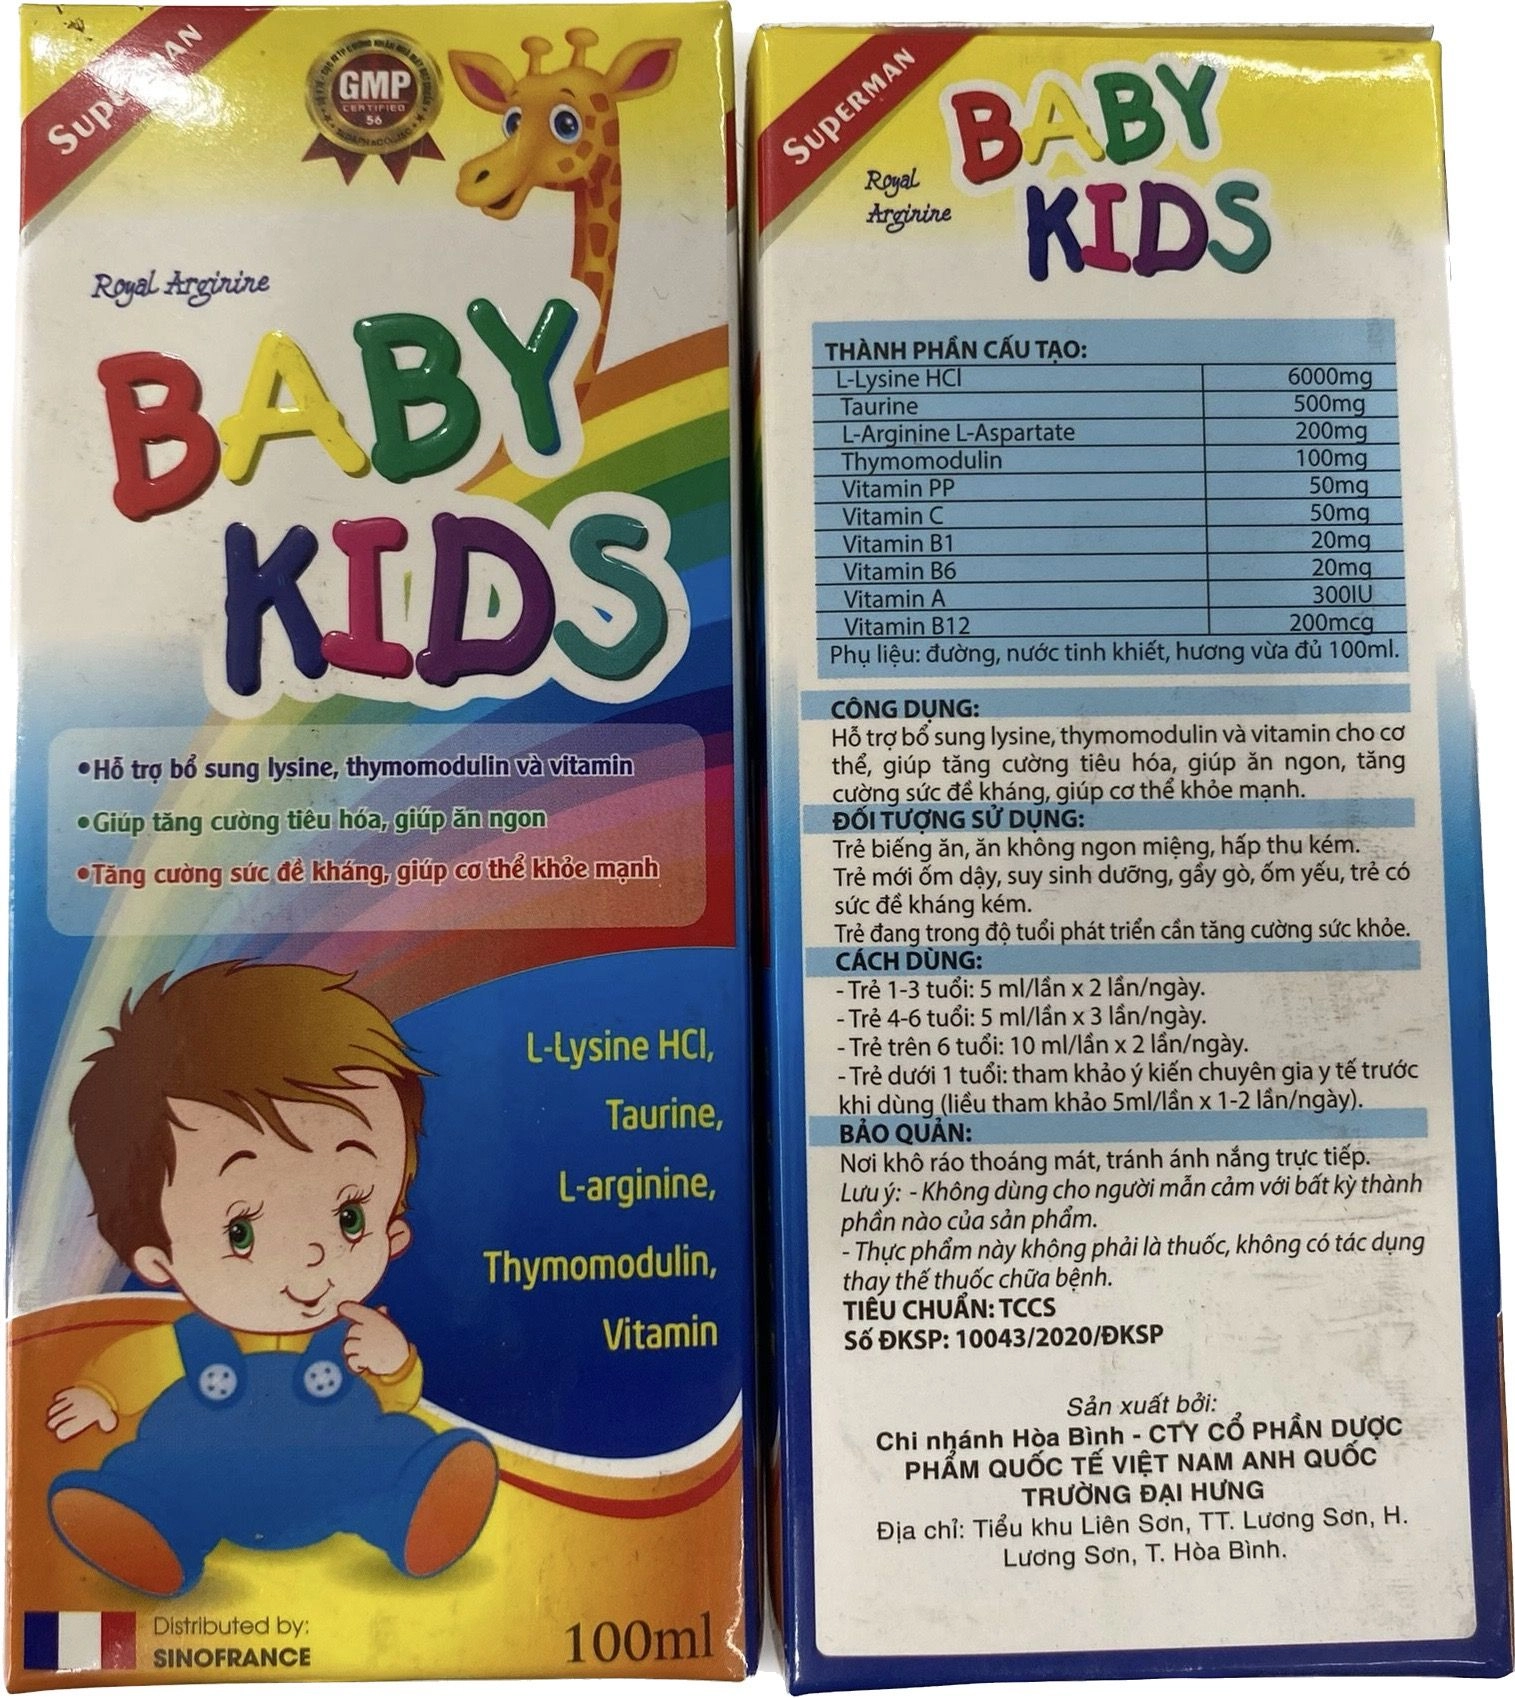 SUPERMAN
GMP
CERTIFIED
56
Royal Arginine
BABY
KIDS
•Hỗ trợ bổ sung lysine, thymomodulin và vitamin
•Giúp tăng cường tiêu hóa, giúp ăn ngon
•Tăng cường sức đề kháng, giúp cơ thể khỏe mạnh
L-Lysine HCl,
Taurine,
L-arginine,
Thymomodulin,
Vitamin
Distributed by:
SINOFRANCE
100ml
SUPERMAN
Royal
Arginine
BABY
KIDS
THÀNH PHẦN CẤU TẠO:
L-Lysine HCl 6000mg
Taurine 500mg
L-Arginine L-Aspartate 200mg
Thymomodulin 100mg
Vitamin PP 50mg
Vitamin C 50mg
Vitamin B1 20mg
Vitamin B6 20mg
Vitamin A 300IU
Vitamin B12 200mcg
Phụ liệu: đường, nước tinh khiết, hương vừa đủ 100ml.
CÔNG DỤNG:
Hỗ trợ bổ sung lysine, thymomodulin và vitamin cho cơ
thể, giúp tăng cường tiêu hóa, giúp ăn ngon, tăng
cường sức đề kháng, giúp cơ thể khỏe mạnh.
ĐỐI TƯỢNG SỬ DỤNG:
Trẻ biếng ăn, ăn không ngon miệng, hấp thu kém.
Trẻ mới ốm dậy, suy sinh dưỡng, gầy gò, ốm yếu, trẻ có
sức đề kháng kém.
Trẻ đang trong độ tuổi phát triển cần tăng cường sức khỏe.
CÁCH DÙNG:
- Trẻ 1-3 tuổi: 5 ml/lần x 2 lần/ngày.
- Trẻ 4-6 tuổi: 5 ml/lần x 3 lần/ngày.
- Trẻ trên 6 tuổi: 10 ml/lần x 2 lần/ngày.
- Trẻ dưới 1 tuổi: tham khảo ý kiến chuyên gia y tế trước
khi dùng (liều tham khảo 5ml/lần x 1-2 lần/ngày).
BẢO QUẢN:
Nơi khô ráo thoáng mát, tránh ánh nắng trực tiếp.
Lưu ý: - Không dùng cho người mẫn cảm với bất kỳ thành
phần nào của sản phẩm.
- Thực phẩm này không phải là thuốc, không có tác dụng
thay thế thuốc chữa bệnh.
TIÊU CHUẨN: TCCS
Số ĐKSP: 10043/2020/ĐKSP
Sản xuất bởi:
Chi nhánh Hòa Bình - CTY CỔ PHẦN DƯỢC
PHẨM QUỐC TẾ VIỆT NAM ANH QUỐC
TRƯỜNG ĐẠI HƯNG
Địa chỉ: Tiểu khu Liên Sơn, TT. Lương Sơn, H.
Lương Sơn, T. Hòa Bình.